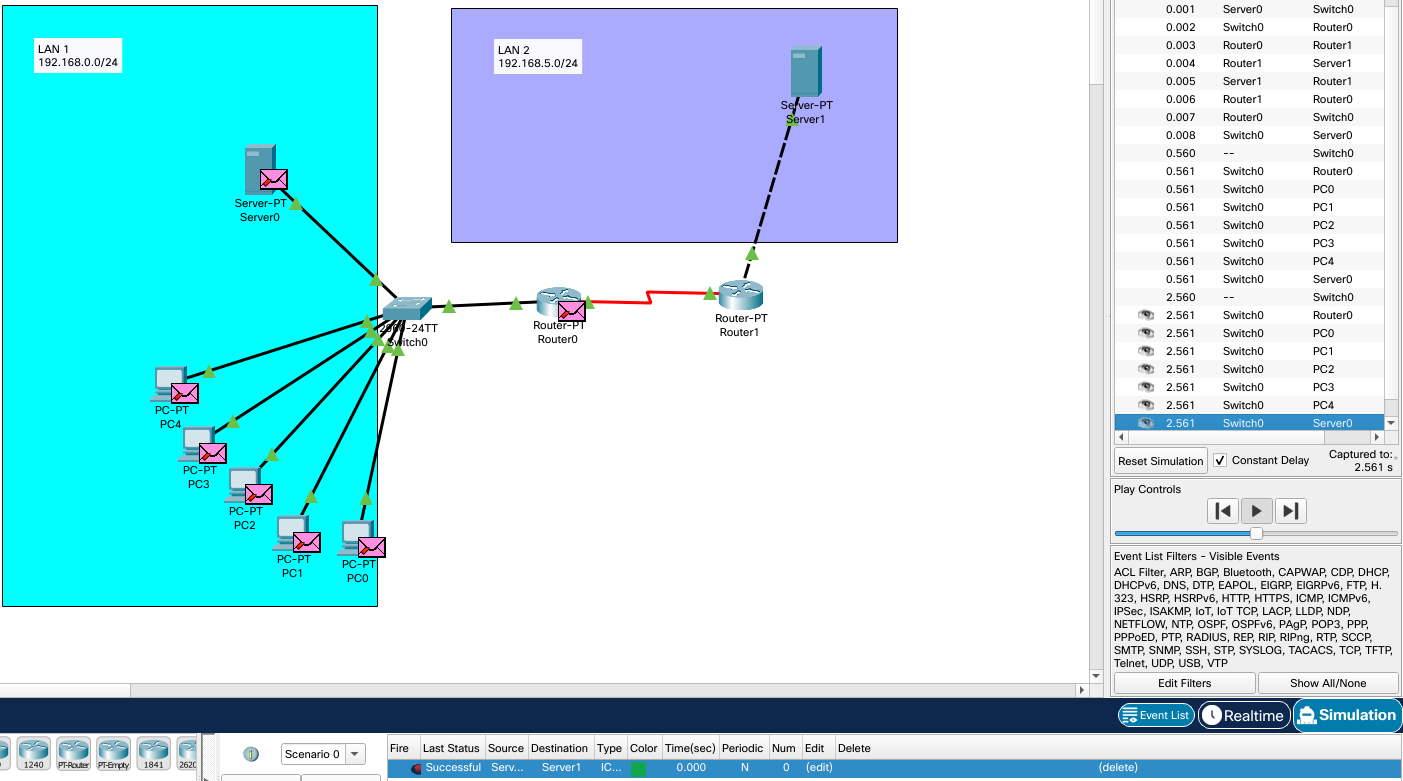 LAN 1
192.168.0.0/24
LAN 2
192.168.5.0/24
Server-PT
Server1
Server-PT
Server0
2960-24TT
Switch0
Router-PT
Router0
Router-PT
Router1
PC-PT
PC4
PC-PT
PC3
PC-PT
PC2
PC-PT
PC1
PC-PT
PC0
0.001 Server0 Switch0
0.002 Switch0 Router0
0.003 Router0 Router1
0.004 Router1 Server1
0.005 Server1 Router1
0.006 Router1 Router0
0.007 Router0 Switch0
0.008 Switch0 Server0
0.560 -- Switch0
0.561 Switch0 Router0
0.561 Switch0 PC0
0.561 Switch0 PC1
0.561 Switch0 PC2
0.561 Switch0 PC3
0.561 Switch0 PC4
0.561 Switch0 Server0
2.560 -- Switch0
2.561 Switch0 Router0
2.561 Switch0 PC0
2.561 Switch0 PC1
2.561 Switch0 PC2
2.561 Switch0 PC3
2.561 Switch0 PC4
2.561 Switch0 Server0
Reset Simulation Constant Delay Captured to:
2.561 s
Play Controls
Event List Filters - Visible Events
ACL Filter, ARP, BGP, Bluetooth, CAPWAP, CDP, DHCP,
DHCPv6, DNS, DTP, EAPOL, EIGRP, EIGRPv6, FTP, H.
323, HSRP, HSRPv6, HTTP, HTTPS, ICMP, ICMPv6,
IPSec, ISAKMP, IoT, IoT TCP, LACP, LLDP, NDP,
NETFLOW, NTP, OSPF, OSPFv6, PAgP, POP3, PPP,
PPPoED, PTP, RADIUS, REP, RIP, RIPng, RTP, SCCP,
SMTP, SNMP, SSH, STP, SYSLOG, TACACS, TCP, TFTP,
Telnet, UDP, USB, VTP
Edit Filters Show All/None
Event List Realtime Simulation
1240 PT-Router PT-Empty 1841 2620
Scenario 0
Fire Last Status Source Destination Type Color Time(sec) Periodic Num Edit Delete
Successful Serv... Server1 IC... 0.000 N 0 (edit) (delete)